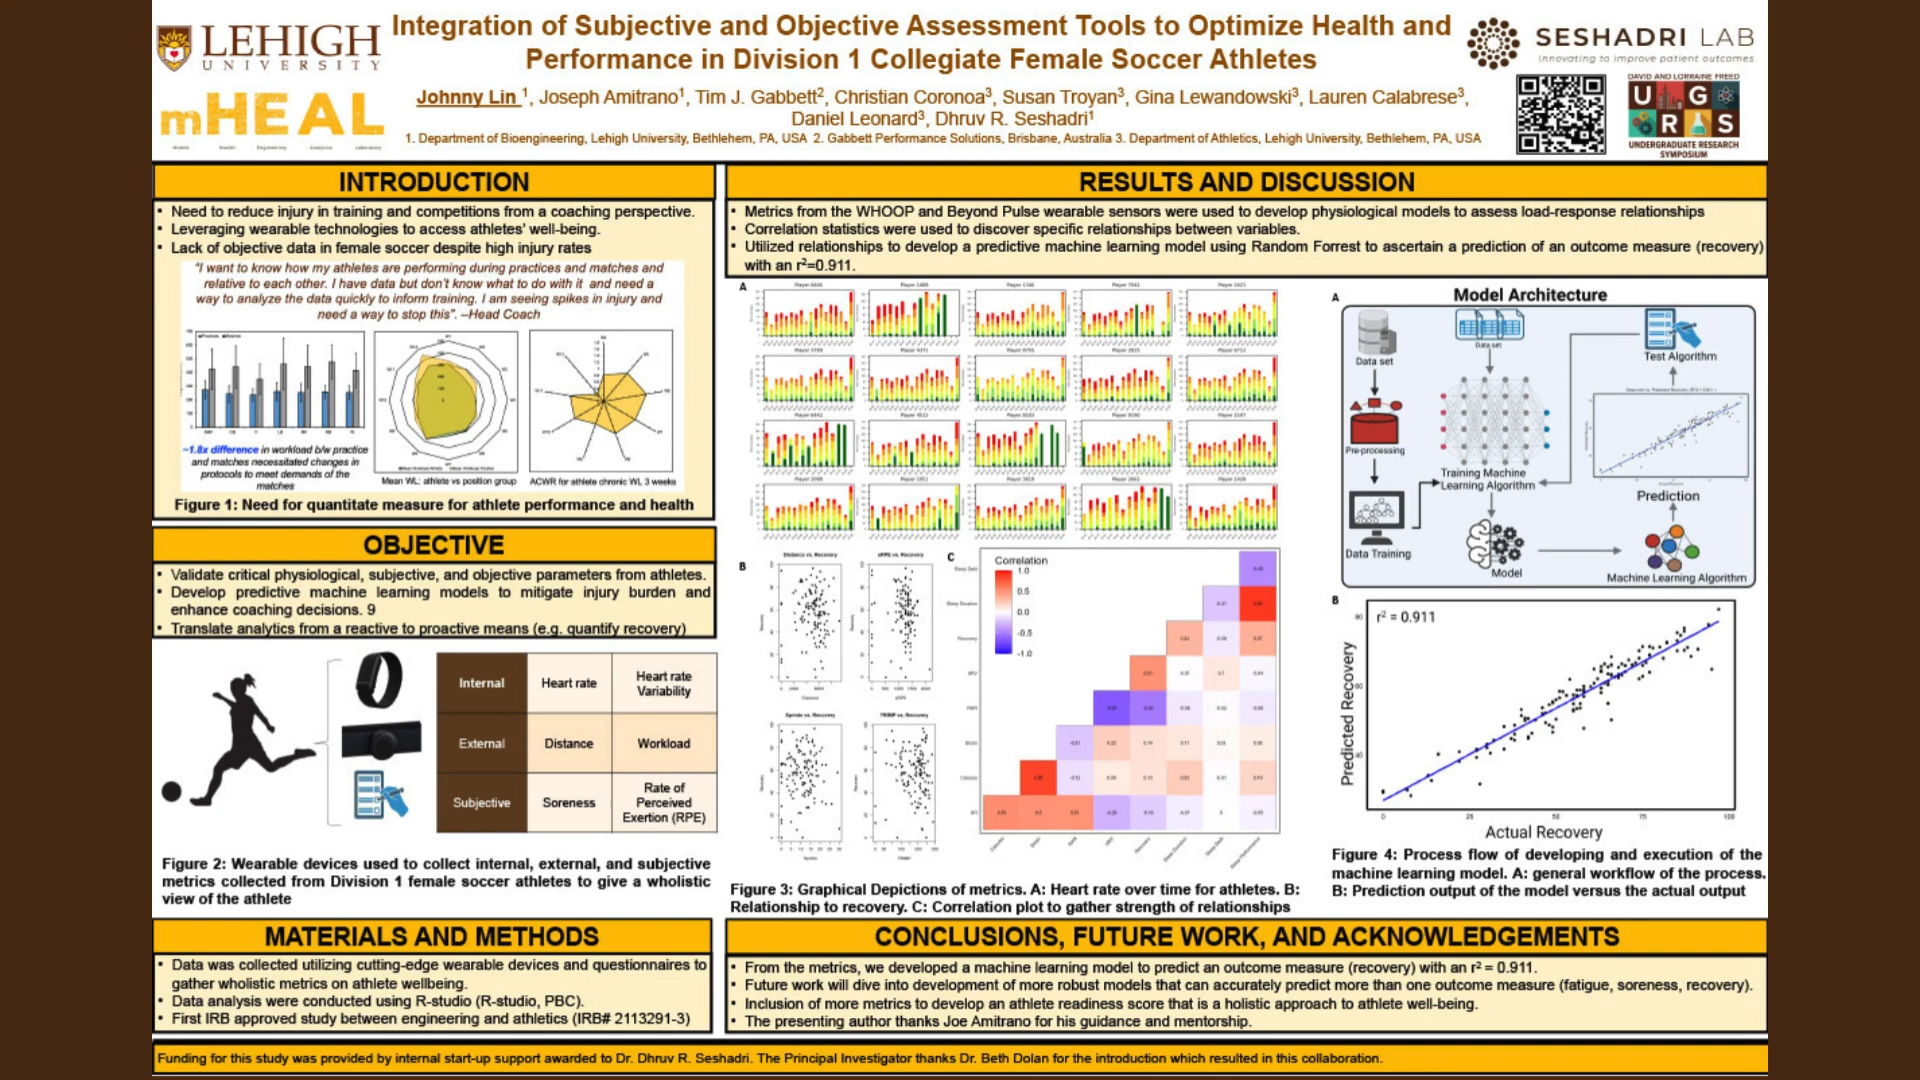 LEHIGH
UNIVERSITY
mHEAL
Integration of Subjective and Objective Assessment Tools to Optimize Health and
Performance in Division 1 Collegiate Female Soccer Athletes
Johnny Lin 1, Joseph Amitrano1, Tim J. Gabbett2, Christian Coronoa3, Susan Troyan3, Gina Lewandowski3, Lauren Calabrese3,
Daniel Leonard3, Dhruv R. Seshadri1
1. Department of Bioengineering, Lehigh University, Bethlehem, PA, USA 2. Gabbett Performance Solutions, Brisbane, Australia 3. Department of Athletics, Lehigh University, Bethlehem, PA, USA
SESHADRI LAB
Innovating to improve patient outcomes
DAVID AND LORRAINE FREED
U G
R S
UNDERGRADUATE RESEARCH
SYMPOSIUM
INTRODUCTION
• Need to reduce injury in training and competitions from a coaching perspective.
• Leveraging wearable technologies to access athletes' well-being.
• Lack of objective data in female soccer despite high injury rates
"I want to know how my athletes are performing during practices and matches and
relative to each other. I have data but don't know what to do with it and need a
way to analyze the data quickly to inform training. I am seeing spikes in injury and
need a way to stop this". –Head Coach
~1.8x difference in workload b/w practice
and matches necessitated changes in
protocols to meet demands of the
matches
Mean WL: athlete vs position group
ACWR for athlete chronic WL 3 weeks
Figure 1: Need for quantitate measure for athlete performance and health
OBJECTIVE
• Validate critical physiological, subjective, and objective parameters from athletes.
• Develop predictive machine learning models to mitigate injury burden and
enhance coaching decisions. 9
• Translate analytics from a reactive to proactive means (e.g. quantify recovery)
Internal Heart rate Heart rate
Variability
External Distance Workload
Subjective Soreness Rate of
Perceived
Exertion (RPE)
Figure 2: Wearable devices used to collect internal, external, and subjective
metrics collected from Division 1 female soccer athletes to give a wholistic
view of the athlete
MATERIALS AND METHODS
• Data was collected utilizing cutting-edge wearable devices and questionnaires to
gather wholistic metrics on athlete wellbeing.
• Data analysis were conducted using R-studio (R-studio, PBC).
• First IRB approved study between engineering and athletics (IRB# 2113291-3)
RESULTS AND DISCUSSION
• Metrics from the WHOOP and Beyond Pulse wearable sensors were used to develop physiological models to assess load-response relationships
• Correlation statistics were used to discover specific relationships between variables.
• Utilized relationships to develop a predictive machine learning model using Random Forrest to ascertain a prediction of an outcome measure (recovery)
with an r2=0.911.
A
B
Distance vs. Recovery
sRPE vs. Recovery
Sprints vs. Recovery
TRIMP vs. Recovery
C
Correlation
1.0
0.5
0.0
-0.5
-1.0
Figure 3: Graphical Depictions of metrics. A: Heart rate over time for athletes. B:
Relationship to recovery. C: Correlation plot to gather strength of relationships
A
Model Architecture
Data set
Data set
Test Algorithm
Pre-processing
Training Machine
Learning Algorithm
Prediction
Data Training
Model
Machine Learning Algorithm
B
r2 = 0.911
Predicted Recovery
0 25 50 75 100
Actual Recovery
Figure 4: Process flow of developing and execution of the
machine learning model. A: general workflow of the process.
B: Prediction output of the model versus the actual output
CONCLUSIONS, FUTURE WORK, AND ACKNOWLEDGEMENTS
• From the metrics, we developed a machine learning model to predict an outcome measure (recovery) with an r2 = 0.911.
• Future work will dive into development of more robust models that can accurately predict more than one outcome measure (fatigue, soreness, recovery).
• Inclusion of more metrics to develop an athlete readiness score that is a holistic approach to athlete well-being.
• The presenting author thanks Joe Amitrano for his guidance and mentorship.
Funding for this study was provided by internal start-up support awarded to Dr. Dhruv R. Seshadri. The Principal Investigator thanks Dr. Beth Dolan for the introduction which resulted in this collaboration.